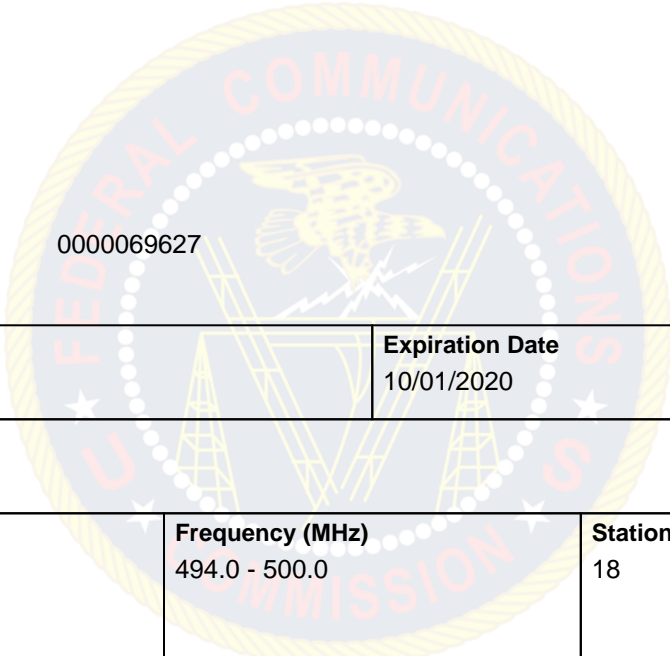 FEDERAL COMMUNICATIONS
COMMISSION
U S
0000069627
Expiration Date
10/01/2020
Frequency (MHz)
Station
494.0 - 500.0
18